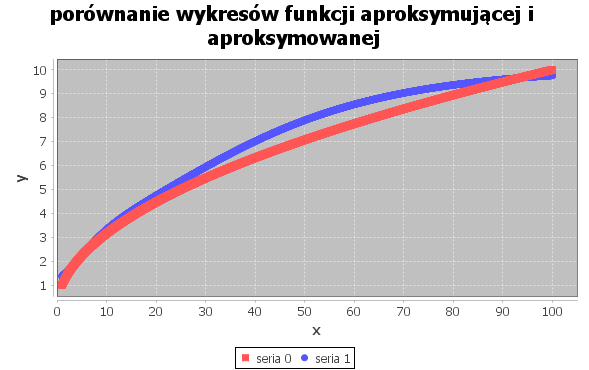 porównanie wykresów funkcji aproksymującej i
aproksymowanej
y
10
9
8
7
6
5
4
3
2
1
0 10 20 30 40 50 60 70 80 90 100
x
seria 0 seria 1